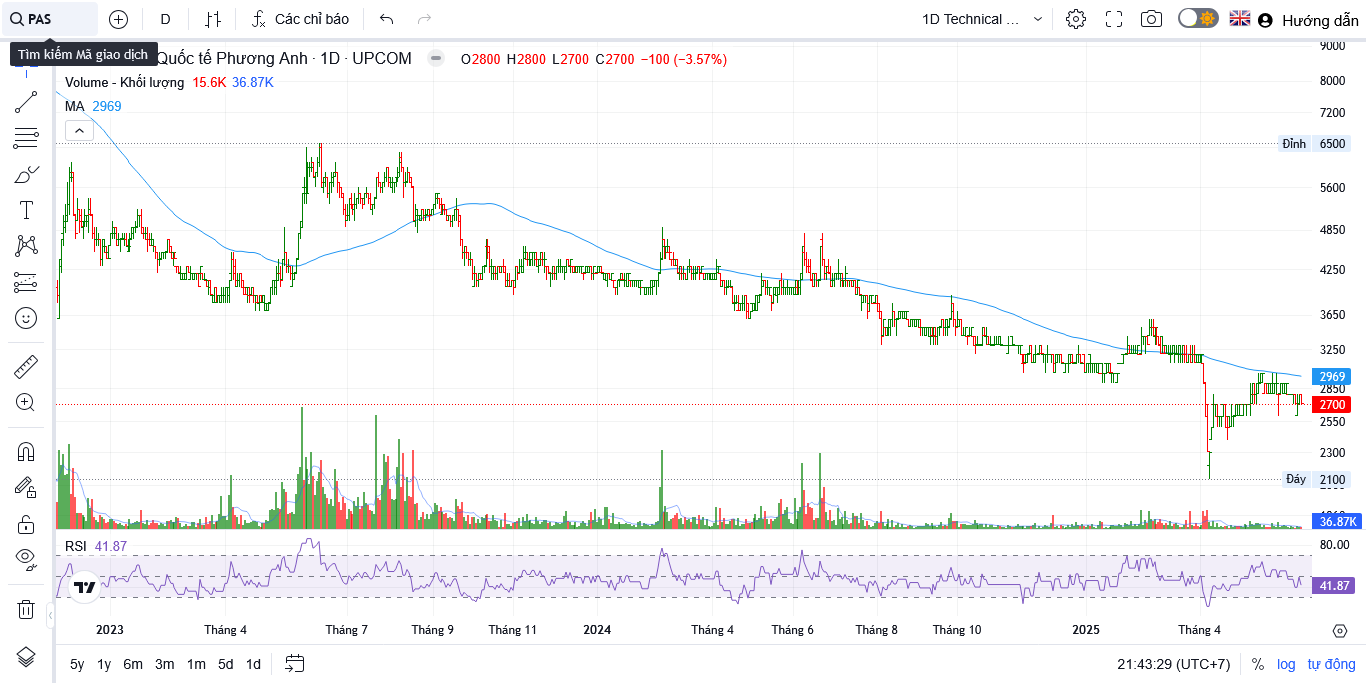 PAS
D
Các chỉ báo
1D Technical ...
Hướng dẫn
Tìm kiếm Mã giao dịch
Quốc tế Phương Anh · 1D · UPCOM
O2800 H2800 L2700 C2700 −100 (−3.57%)
Volume - Khối lượng 15.6K 36.87K
MA 2969
9000
8000
7200
Đỉnh 6500
5600
4850
4250
3650
3250
2969
2850
2700
2550
2300
Đáy 2100
36.87K
RSI 41.87
80.00
41.87
2023 Tháng 4 Tháng 7 Tháng 9 Tháng 11 2024 Tháng 4 Tháng 6 Tháng 8 Tháng 10 2025 Tháng 4
5y 1y 6m 3m 1m 5d 1d
21:43:29 (UTC+7) % log tự động